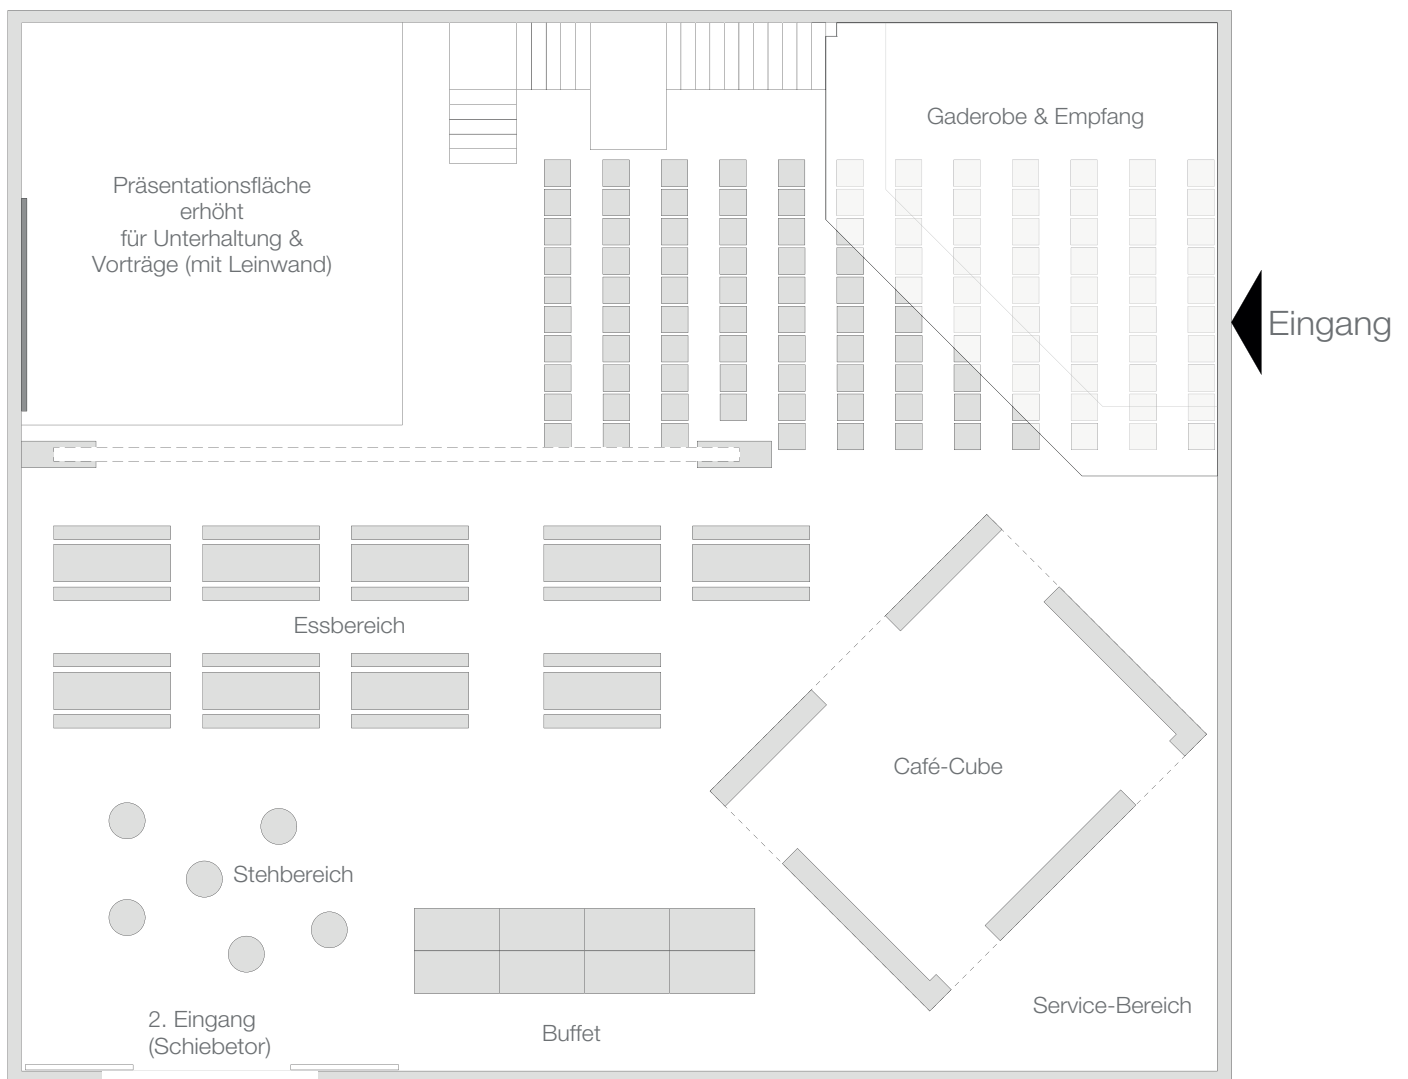 Gaderobe & Empfang
Präsentationsfläche
erhöht
für Unterhaltung &
Vorträge (mit Leinwand)
Eingang
Essbereich
Café-Cube
Stehbereich
Service-Bereich
2. Eingang
(Schiebetor)
Buffet